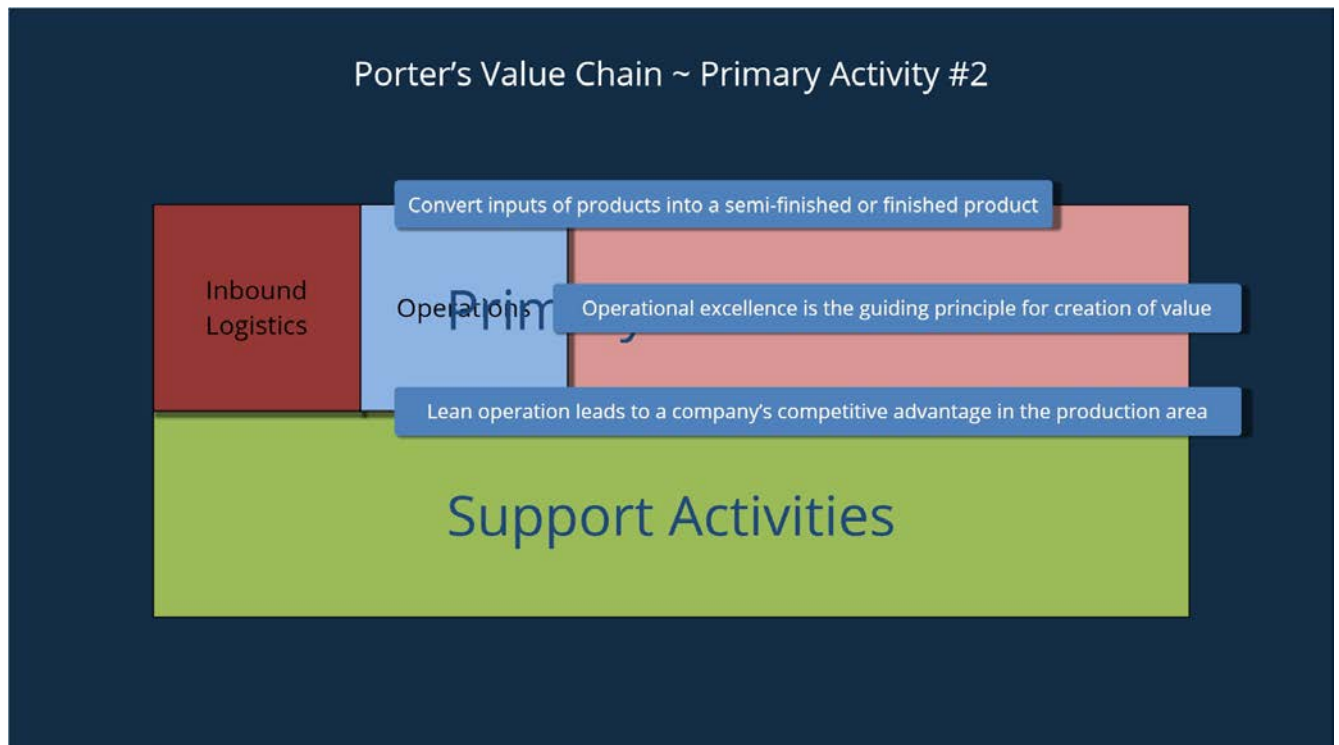 Porter’s Value Chain ~ Primary Activity #2
Convert inputs of products into a semi-finished or finished product
Inbound
Logistics
Operations
Operational excellence is the guiding principle for creation of value
Lean operation leads to a company’s competitive advantage in the production area
Support Activities